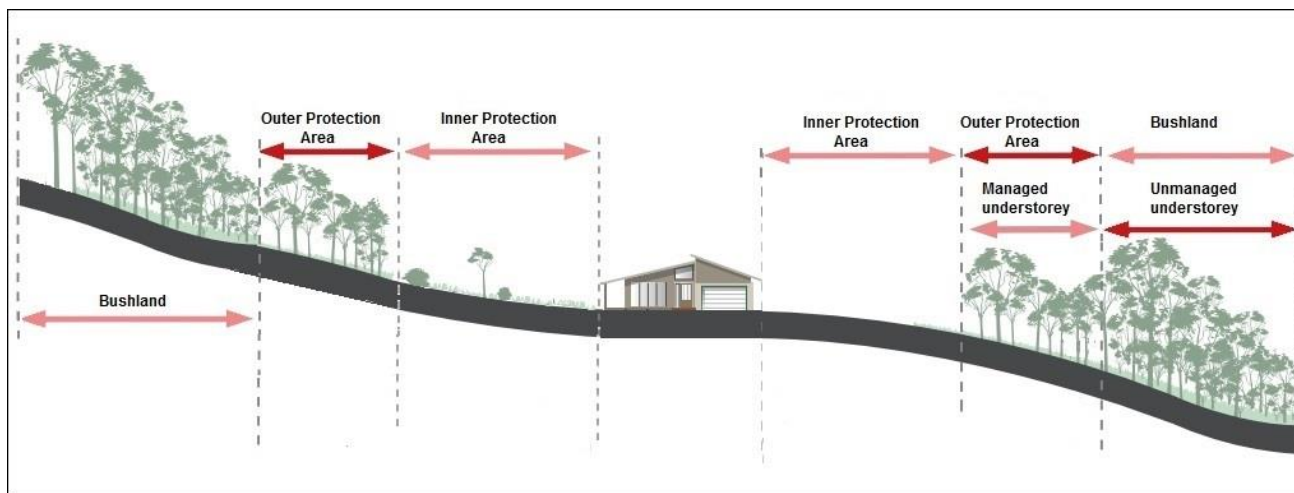 Outer Protection
Area
Inner Protection
Area
Inner Protection
Area
Outer Protection
Area
Bushland
Managed
understorey
Unmanaged
understorey
Bushland